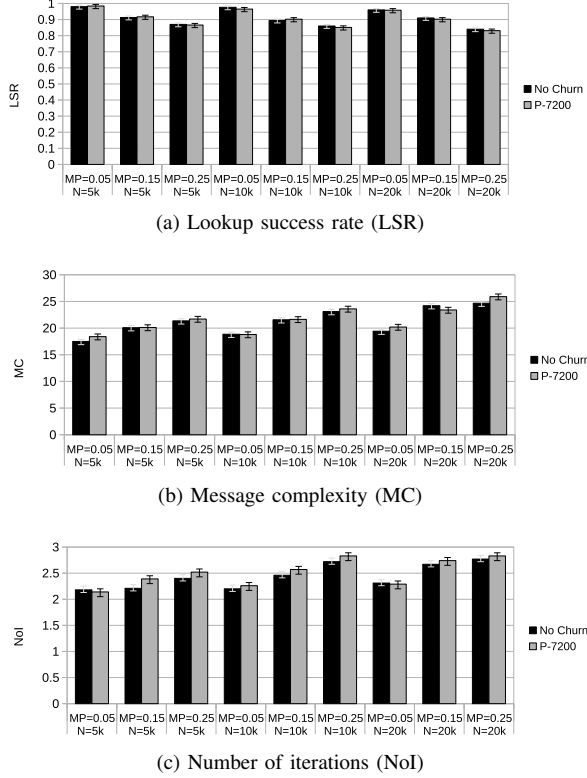 1
0.9
0.8
0.7
0.6
0.5
0.4
0.3
0.2
0.1
0
LSR
MP=0.05 MP=0.15 MP=0.25 MP=0.05 MP=0.15 MP=0.25 MP=0.05 MP=0.15 MP=0.25
N=5k N=5k N=5k N=10k N=10k N=10k N=20k N=20k N=20k
No Churn
P-7200
(a) Lookup success rate (LSR)
30
25
20
15
10
5
0
MC
MP=0.05 MP=0.15 MP=0.25 MP=0.05 MP=0.15 MP=0.25 MP=0.05 MP=0.15 MP=0.25
N=5k N=5k N=5k N=10k N=10k N=10k N=20k N=20k N=20k
No Churn
P-7200
(b) Message complexity (MC)
3
2.5
2
1.5
1
0.5
0
NoI
MP=0.05 MP=0.15 MP=0.25 MP=0.05 MP=0.15 MP=0.25 MP=0.05 MP=0.15 MP=0.25
N=5k N=5k N=5k N=10k N=10k N=10k N=20k N=20k N=20k
No Churn
P-7200
(c) Number of iterations (NoI)